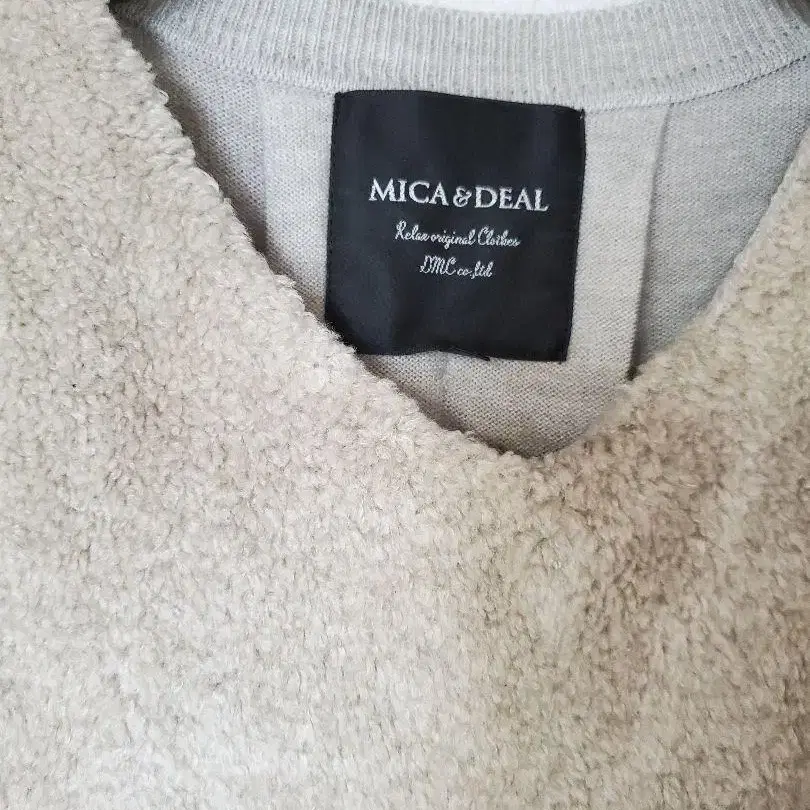 MICA & DEAL
Relax original Clothes
DMC co.,ltd